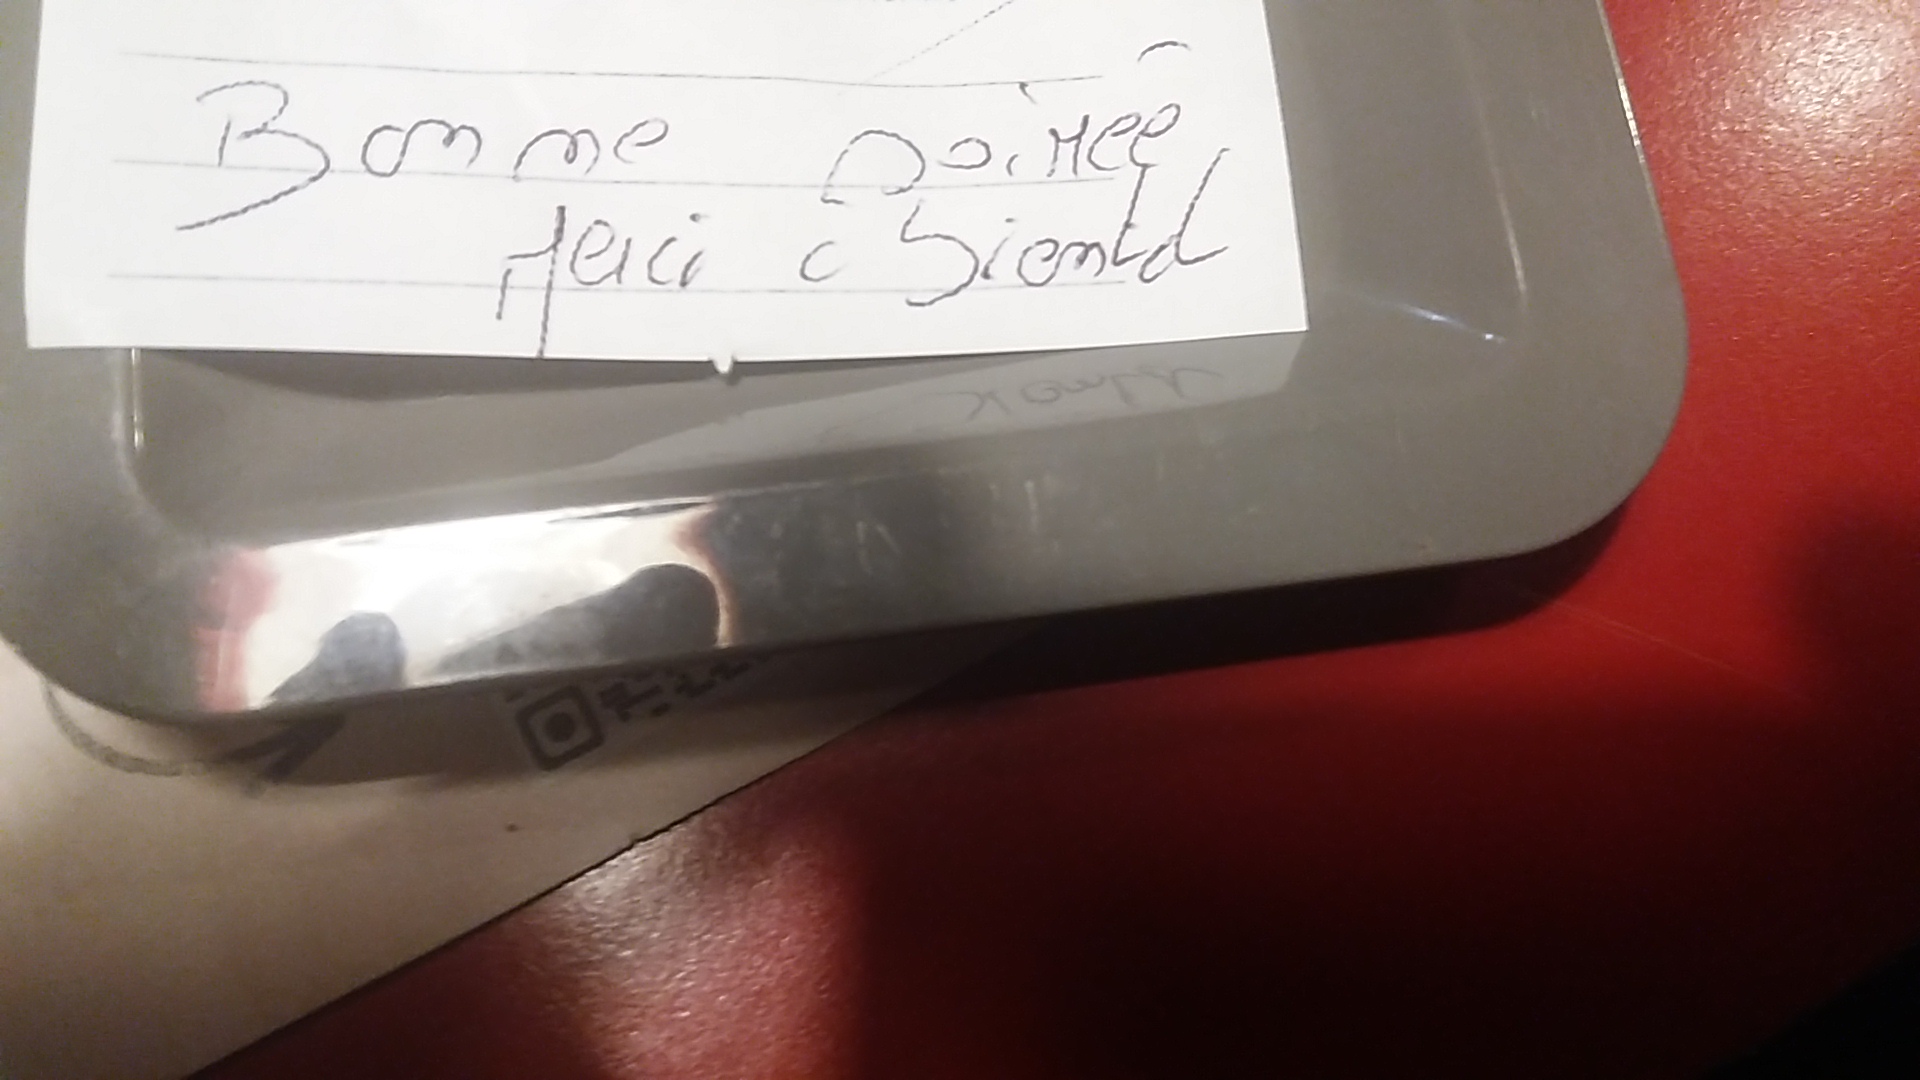 Bonne soirée
Merci à Bientôt